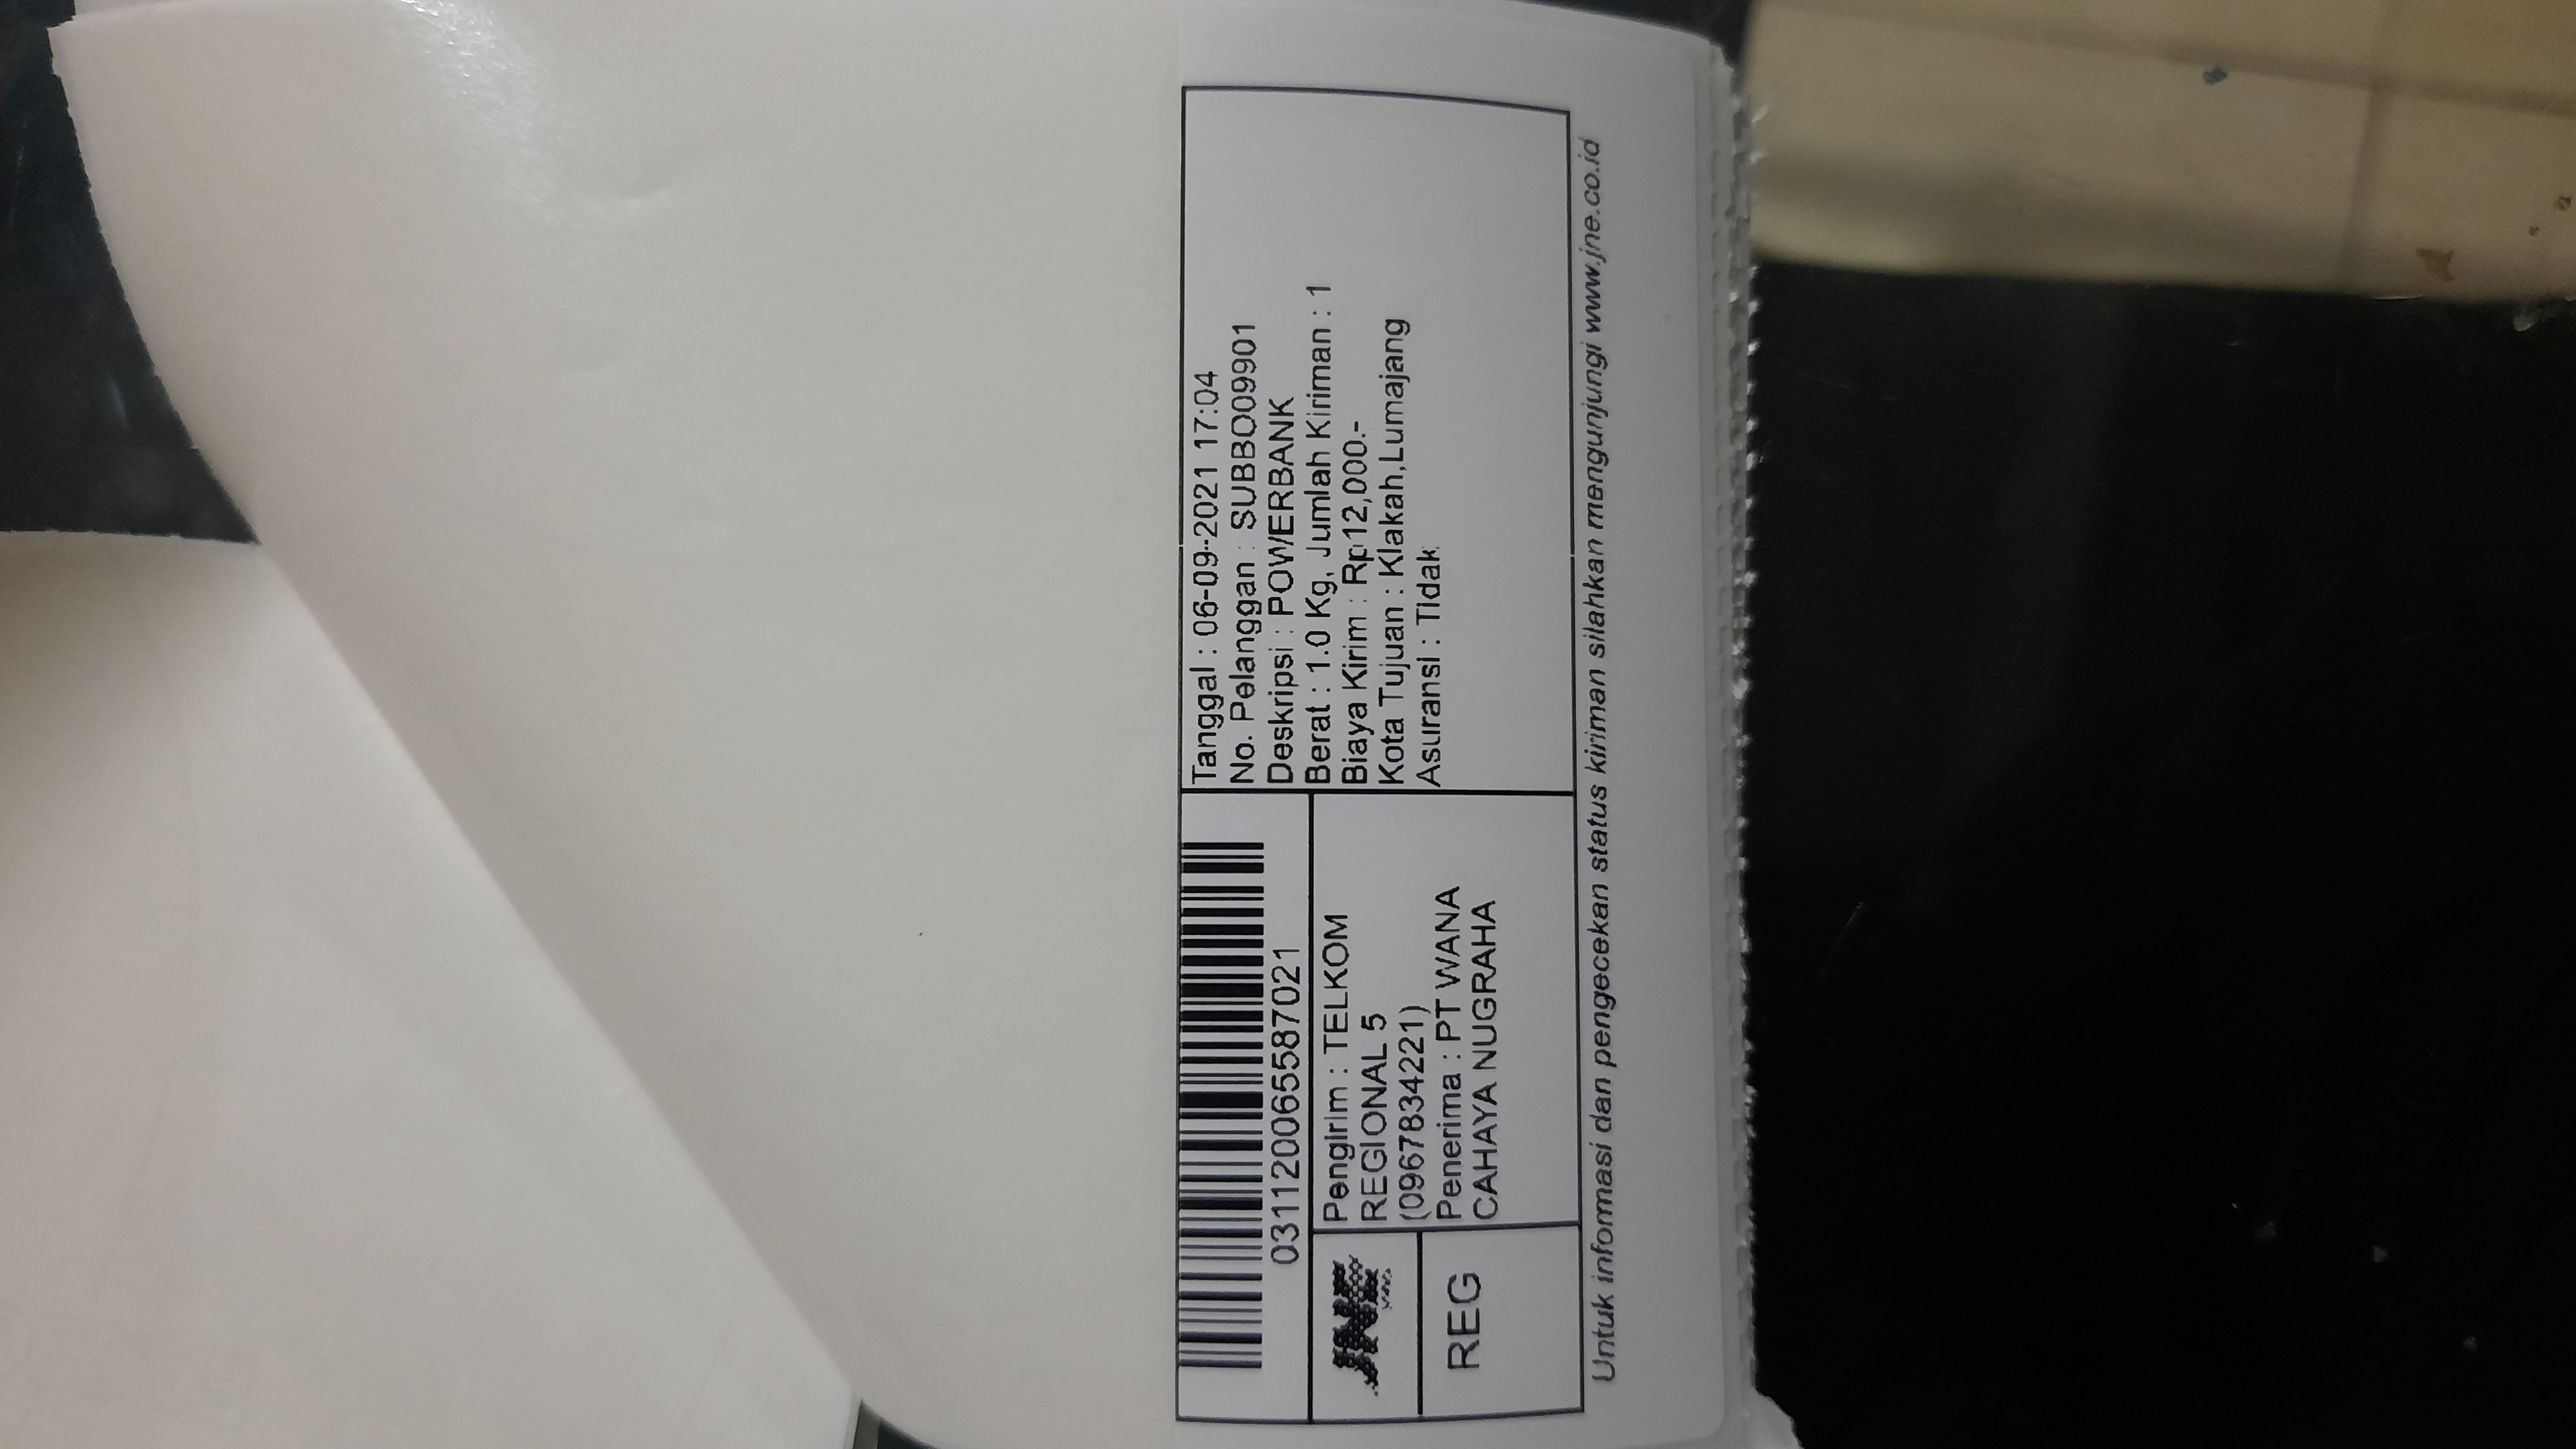 031120065587021
JNE
REG
Pengirim : TELKOM
REGIONAL 5
(0967834221)
Penerima : PT WANA
CAHAYA NUGRAHA
Tanggal : 06-09-2021 17:04
No. Pelanggan : SUBBO09901
Deskripsi : POWERBANK
Berat : 1.0 Kg, Jumlah Kiriman : 1
Biaya Kirim : Rp12,000.-
Kota Tujuan : Klakah,Lumajang
Asuransi : Tidak
Untuk informasi dan pengecekan status kiriman silahkan mengunjungi www.jne.co.id